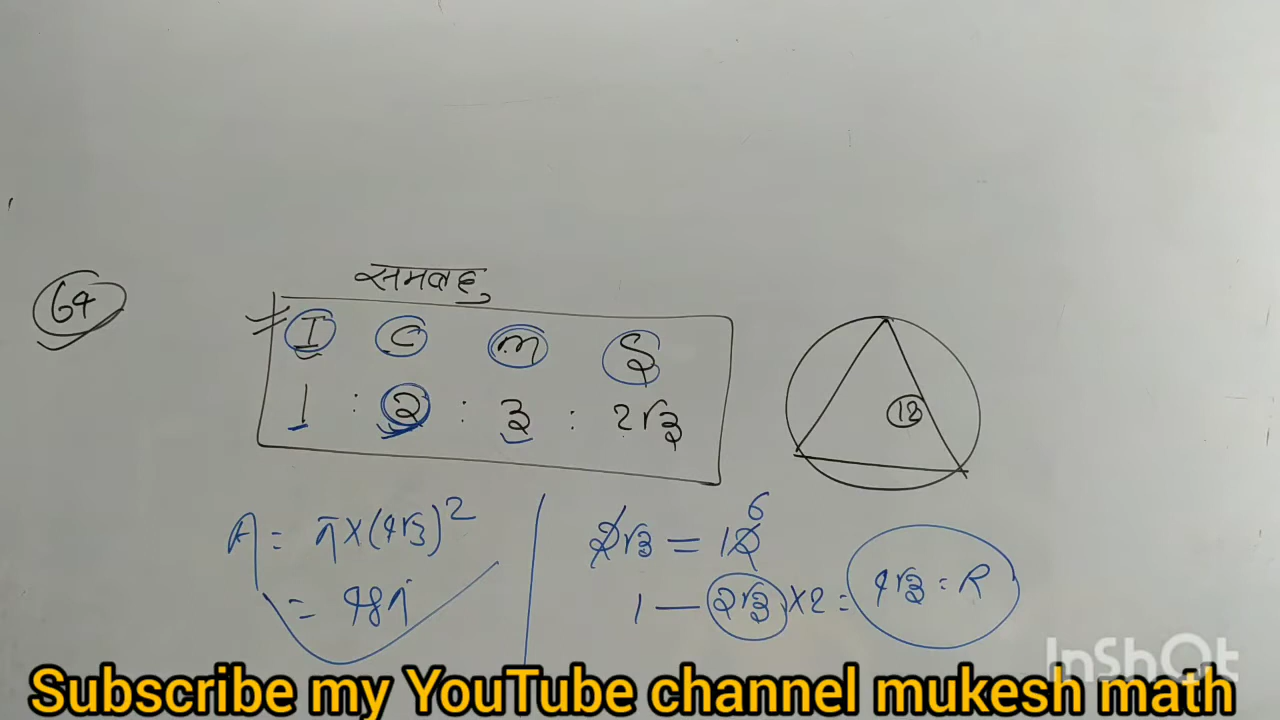 समबाहु
64
I C m S
1 : 2 : 3 : 2√3
12
A = π×(4√3)²
= 48π
6
2√3 = 12
1 — 2√3 ×2 = 4√3 = R
InShOt
Subscribe my YouTube channel mukesh math